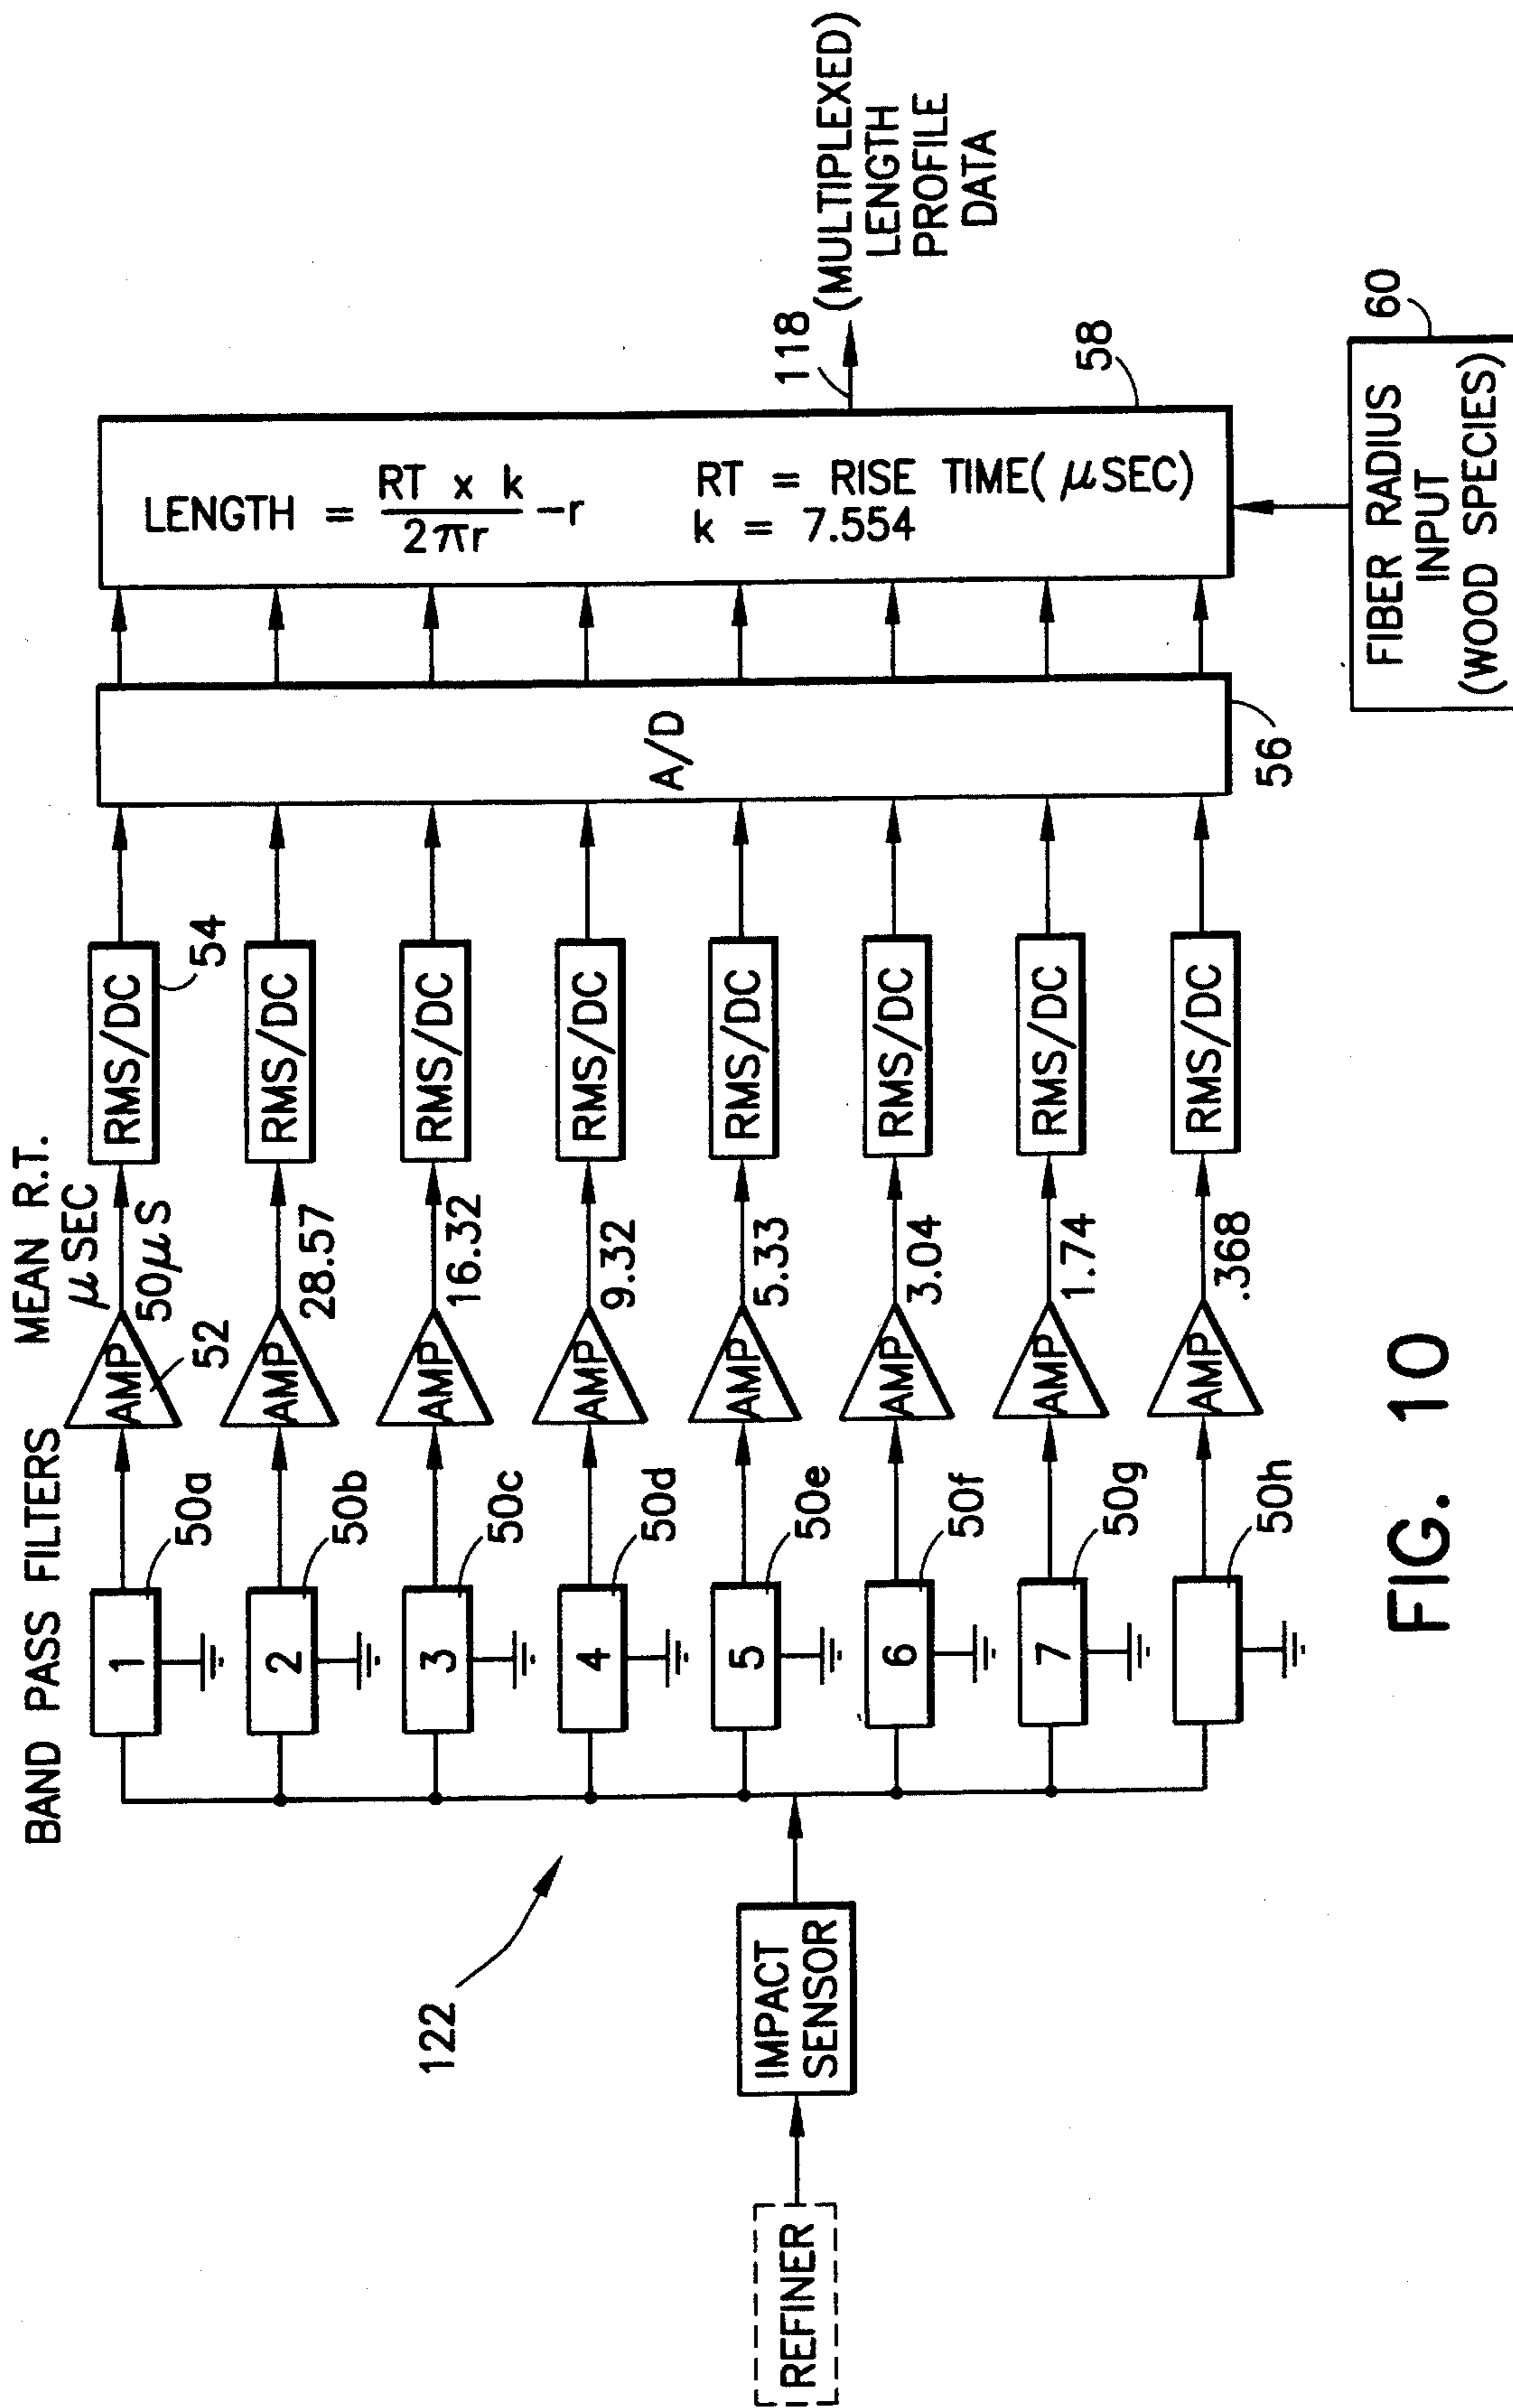 BAND PASS FILTERS
MEAN R.T.
μSEC
1
50a
AMP
52
50μS
RMS/DC
54
2
50b
AMP
28.57
RMS/DC
3
50c
AMP
16.32
RMS/DC
4
50d
AMP
9.32
RMS/DC
5
50e
AMP
5.33
RMS/DC
6
50f
AMP
3.04
RMS/DC
7
50g
AMP
1.74
RMS/DC
50h
AMP
.368
RMS/DC
122
REFINER
IMPACT
SENSOR
A/D
56
LENGTH = RT x k / 2πr -r
RT = RISE TIME( μSEC)
k = 7.554
58
118
(MULTIPLEXED)
LENGTH
PROFILE
DATA
60
FIBER RADIUS
INPUT
(WOOD SPECIES)
FIG. 10